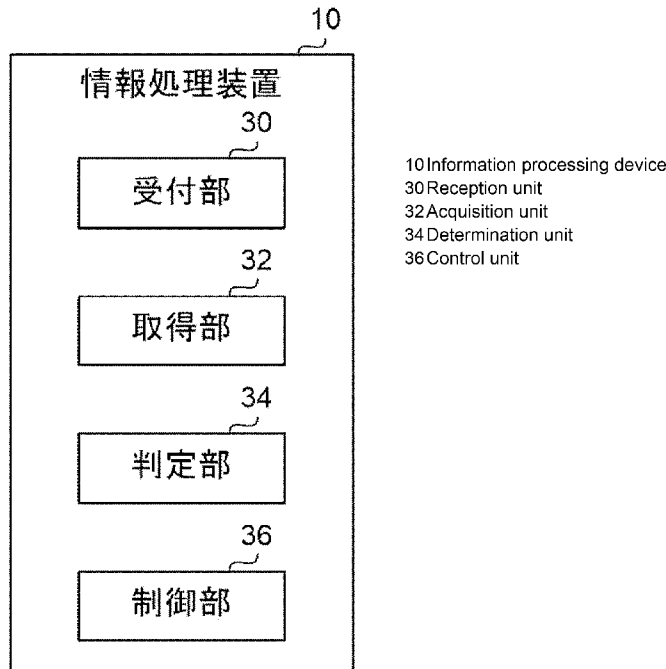 10
情報処理装置
30
受付部
32
取得部
34
判定部
36
制御部
10 Information processing device
30 Reception unit
32 Acquisition unit
34 Determination unit
36 Control unit